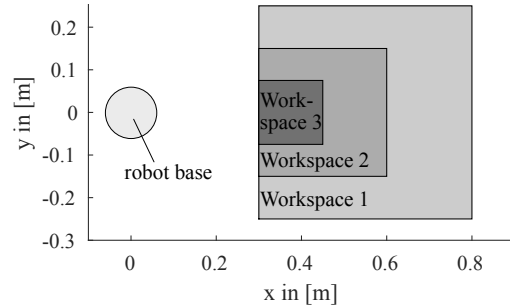 y in [m]
0.2
0.1
0
-0.1
-0.2
-0.3
Work-
space 3
Workspace 2
Workspace 1
robot base
0
0.2
0.4
0.6
0.8
x in [m]